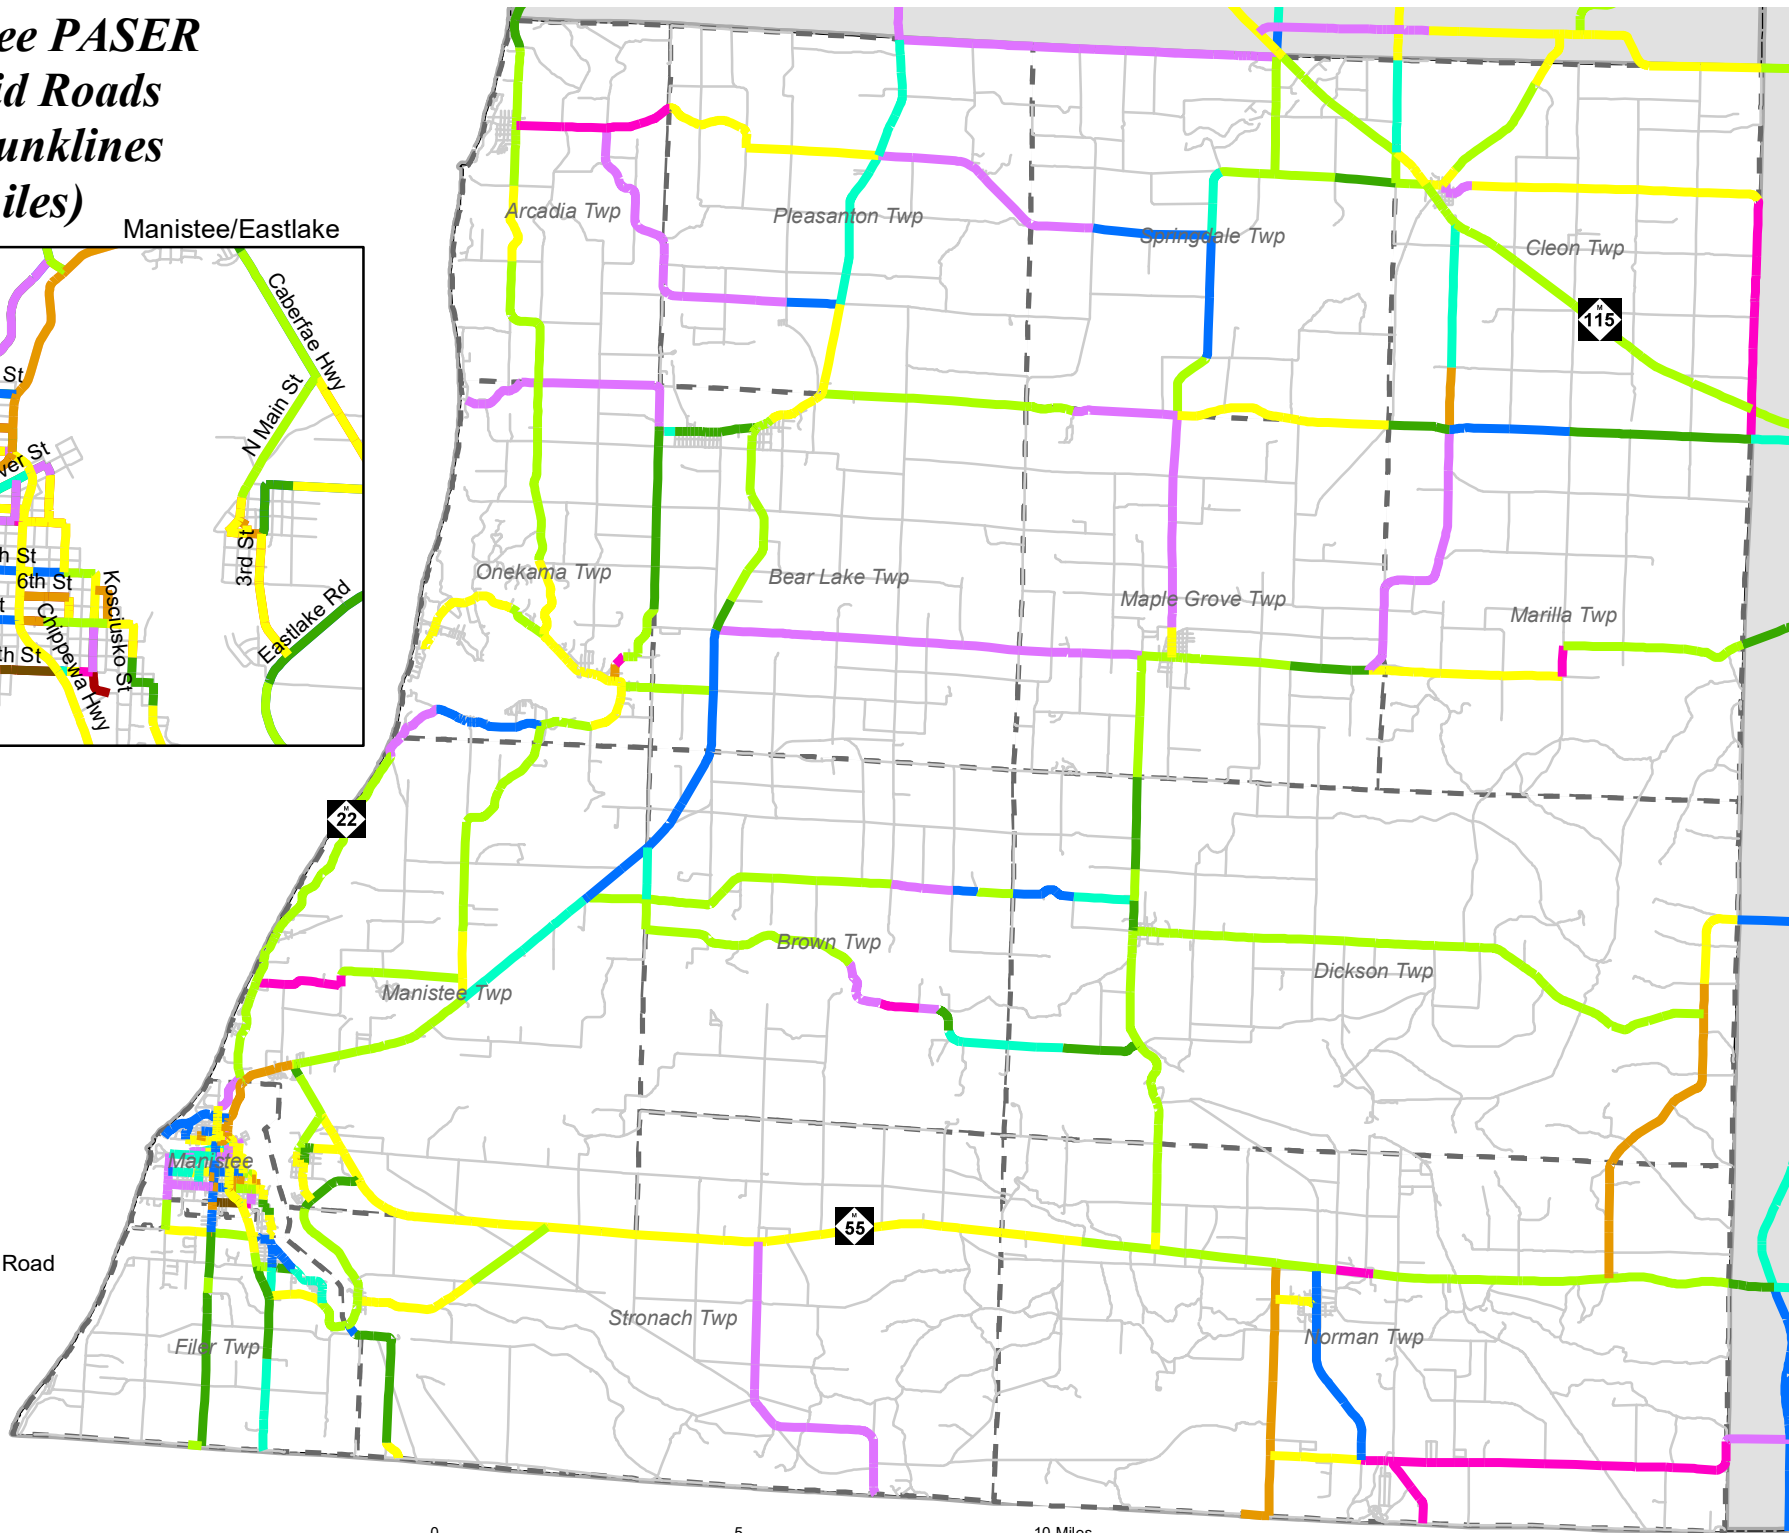 ee PASER
id Roads
unklines
iles)
Manistee/Eastlake
Caberfae Hwy
St
N Main St
ver St
h St
6th St
3rd St
Kosciusko St
t
Chippewa Hwy
Eastlake Rd
th St
Arcadia Twp
Pleasanton Twp
Springdale Twp
Cleon Twp
M
115
Onekama Twp
Bear Lake Twp
Maple Grove Twp
Marilla Twp
M
22
Brown Twp
Dickson Twp
Manistee Twp
Manistee
M
55
Road
Stronach Twp
Norman Twp
Filer Twp
0 5 10 Miles